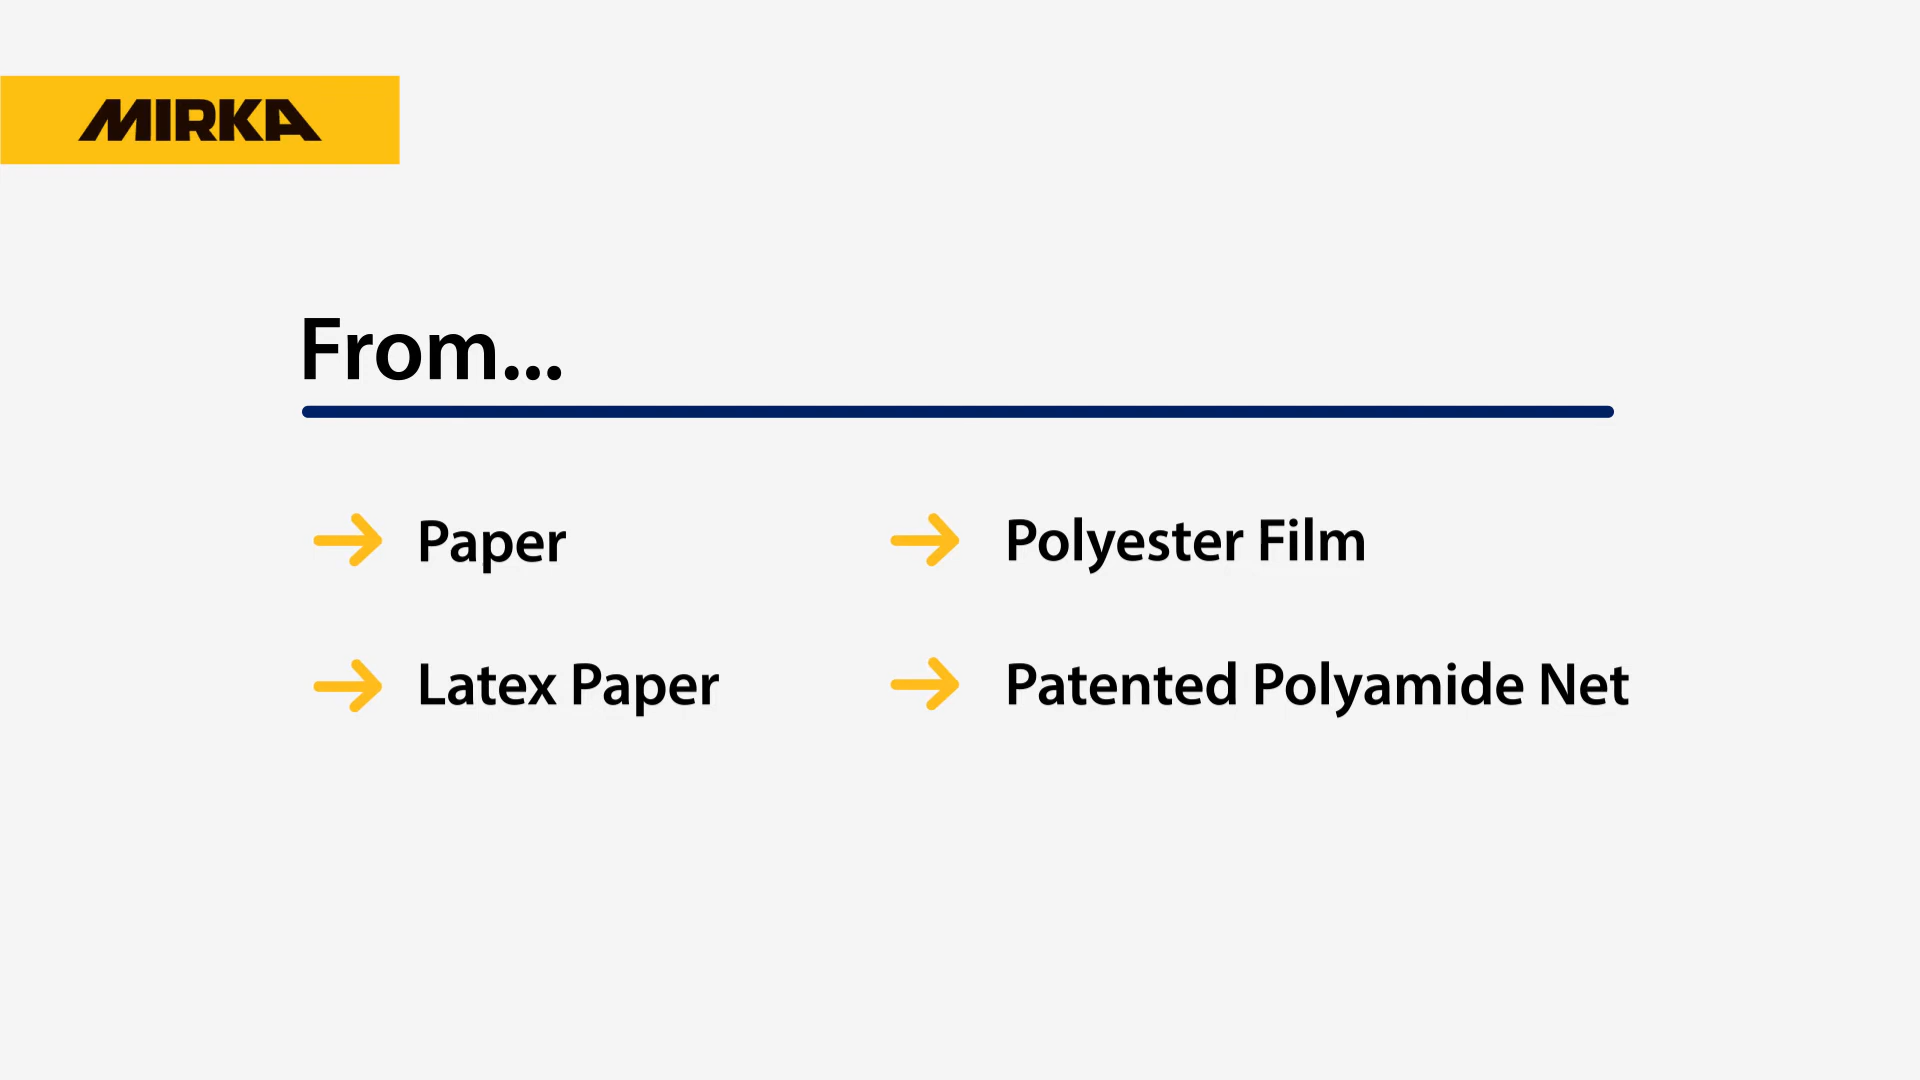 MIRKA
From...
Paper
Polyester Film
Latex Paper
Patented Polyamide Net